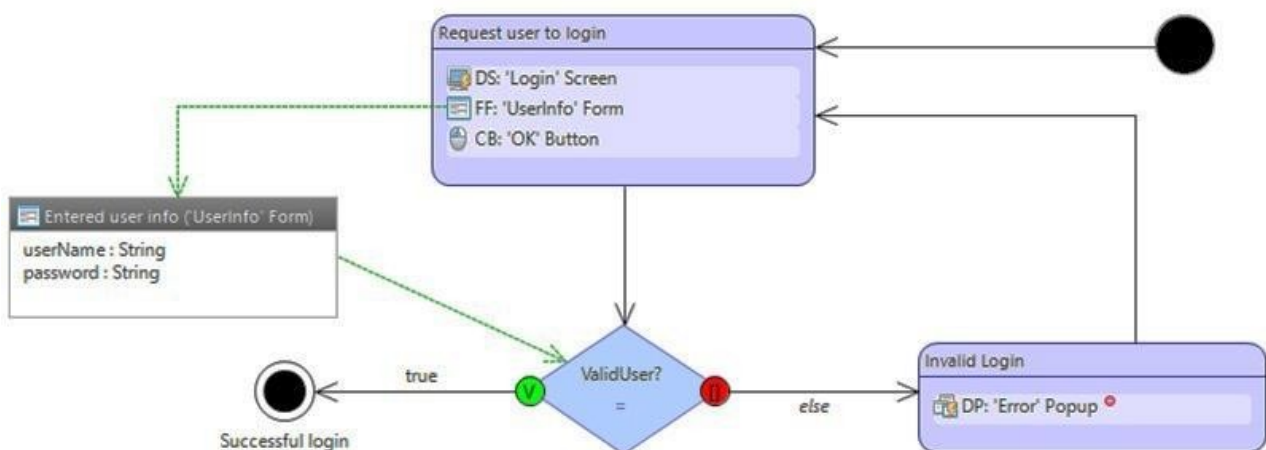 Request user to login
DS: 'Login' Screen
FF: 'UserInfo' Form
CB: 'OK' Button
Entered user info ('UserInfo' Form)
userName : String
password : String
ValidUser?
=
true
V
else
Successful login
Invalid Login
DP: 'Error' Popup